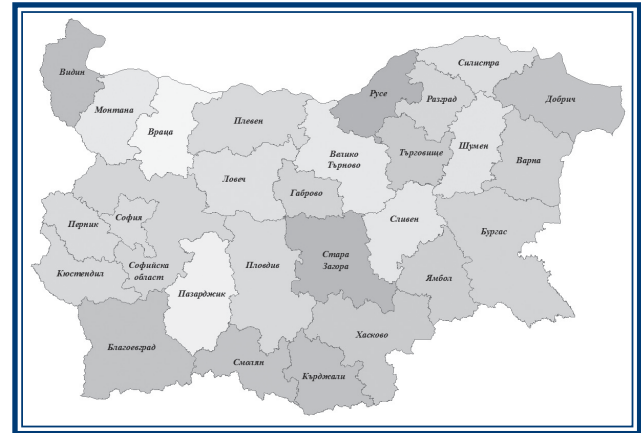 Видин
Монтана
Враца
Плевен
Русе
Силистра
Разград
Добрич
Велико
Търново
Търговище
Шумен
Варна
Ловеч
Габрово
Сливен
Бургас
Перник
София
Софийска
област
Кюстендил
Пазарджик
Пловдив
Стара
Загора
Ямбол
Хасково
Благоевград
Смолян
Кърджали